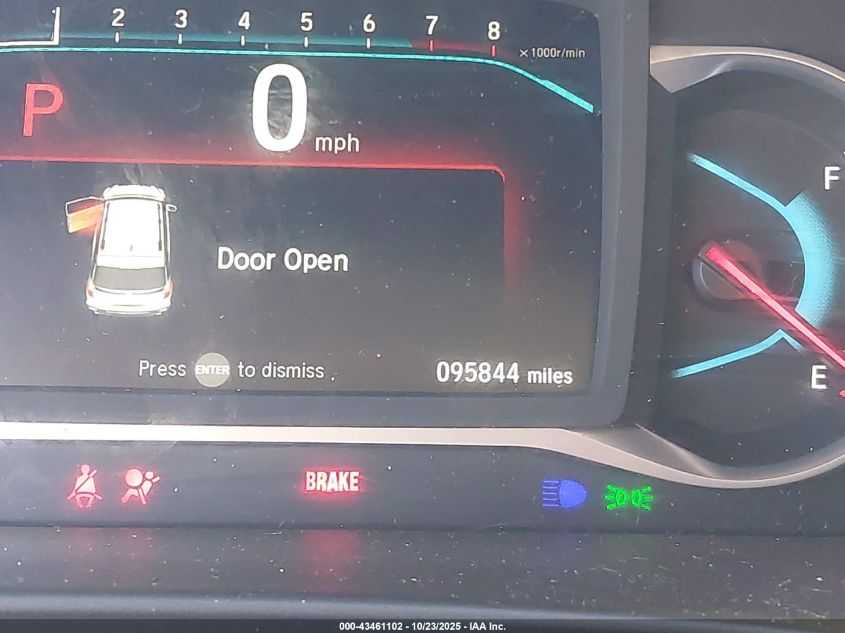 2 3 4 5 6 7 8
×1000r/min
P 0 mph
F
Door Open
Press ENTER to dismiss
095844 miles
E
BRAKE
000-43461102 - 10/23/2025 - IAA Inc.